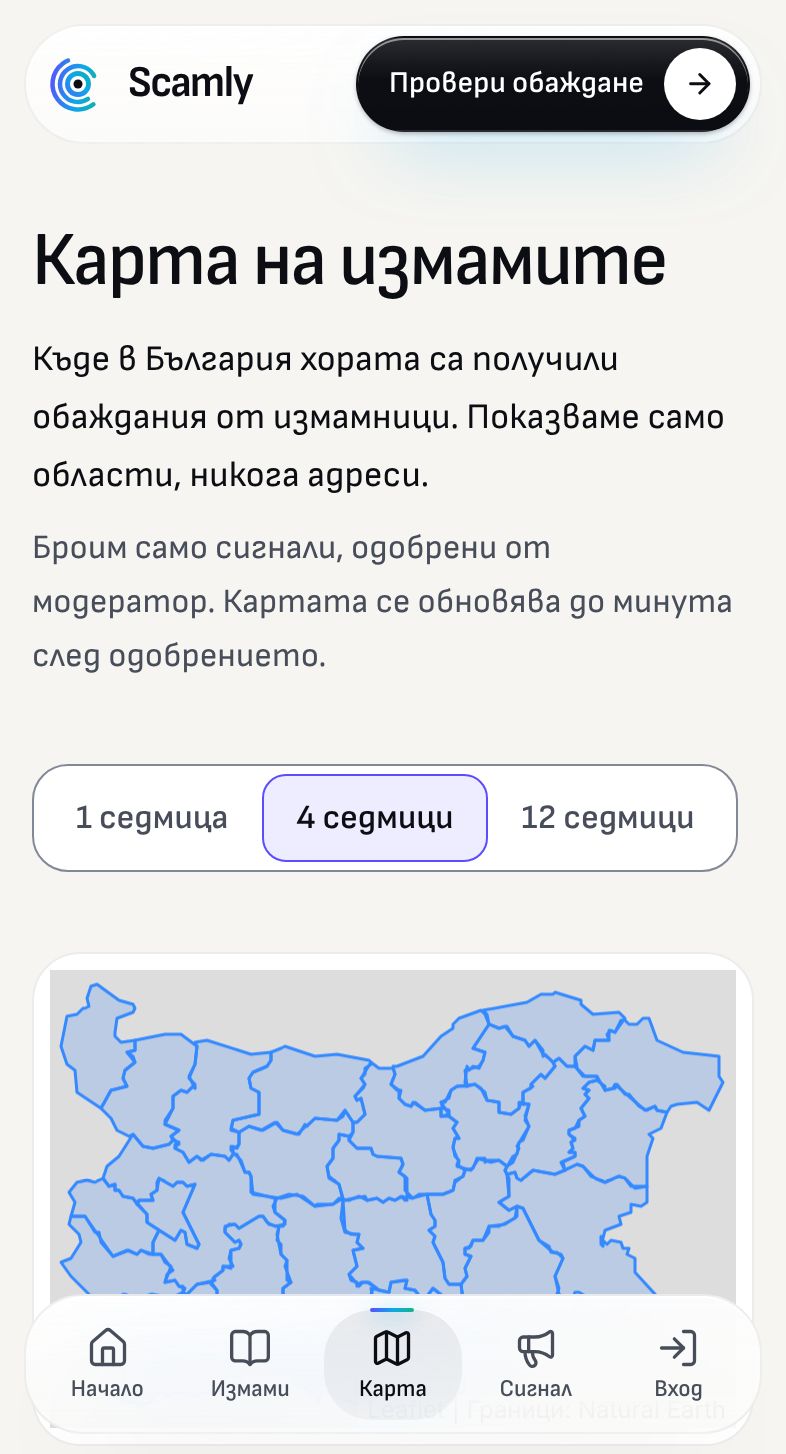 Scamly
Провери обаждане
Карта на измамите
Къде в България хората са получили
обаждания от измамници. Показваме само
области, никога адреси.
Броим само сигнали, одобрени от
модератор. Картата се обновява до минута
след одобрението.
1 седмица
4 седмици
12 седмици
Начало
Измами
Карта
Сигнал
Вход
Leaflet | Граници: Natural Earth